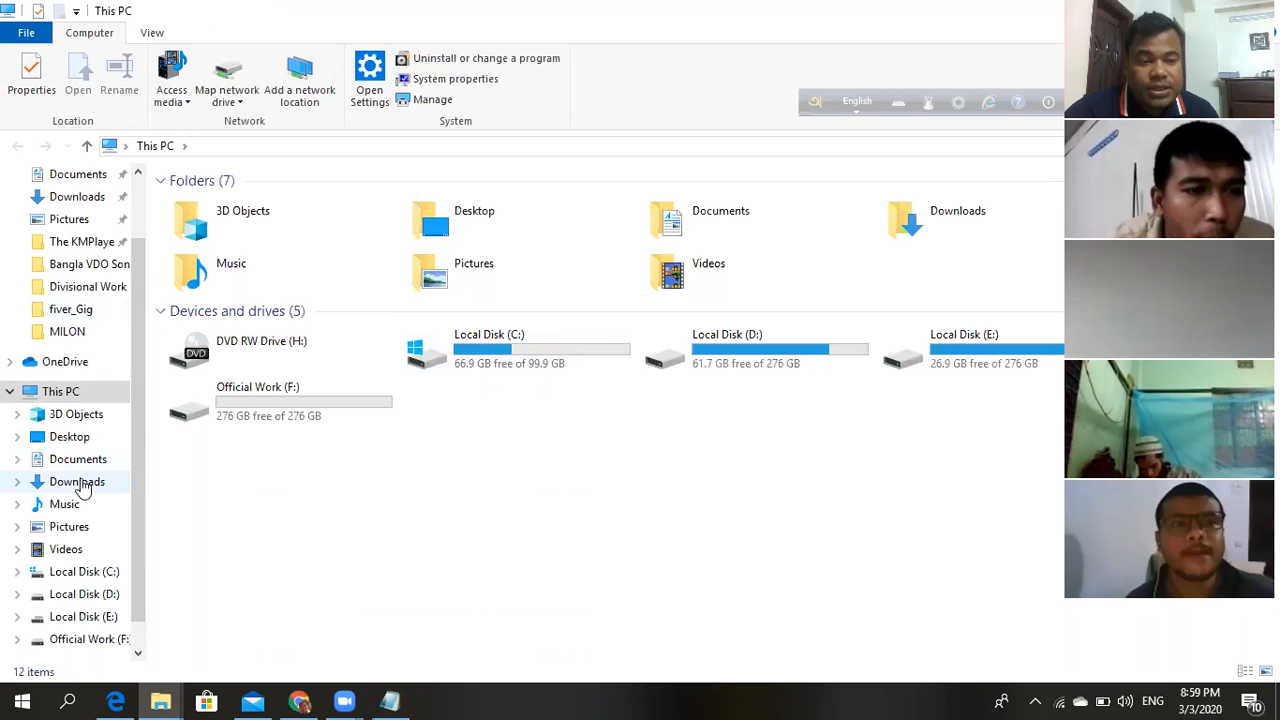 This PC
File Computer View
Properties Open Rename Access media Map network drive Add a network location Open Settings Uninstall or change a program
System properties
Manage
Location Network System
অ English
This PC
Documents
Downloads
Pictures
The KMPlaye
Bangla VDO Son
Divisional Work
fiver_Gig
MILON
OneDrive
This PC
3D Objects
Desktop
Documents
Downloads
Music
Pictures
Videos
Local Disk (C:)
Local Disk (D:)
Local Disk (E:)
Official Work (F:
Folders (7)
3D Objects Desktop Documents Downloads
Music Pictures Videos
Devices and drives (5)
DVD RW Drive (H:)
DVD
Local Disk (C:)
66.9 GB free of 99.9 GB
Local Disk (D:)
61.7 GB free of 276 GB
Local Disk (E:)
26.9 GB free of 276 GB
Official Work (F:)
276 GB free of 276 GB
12 items
ENG
8:59 PM
3/3/2020
10